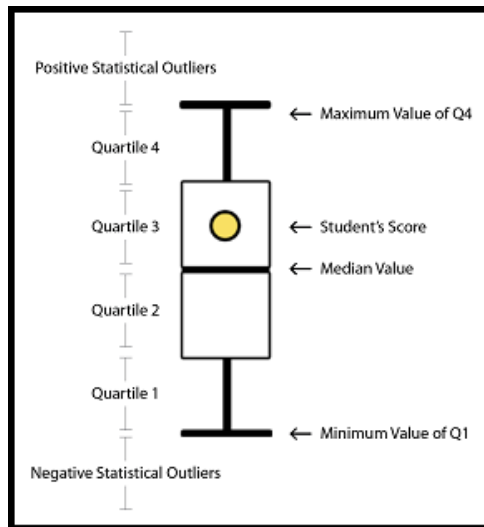 Positive Statistical Outliers
← Maximum Value of Q4
Quartile 4
Quartile 3
← Student's Score
← Median Value
Quartile 2
Quartile 1
← Minimum Value of Q1
Negative Statistical Outliers